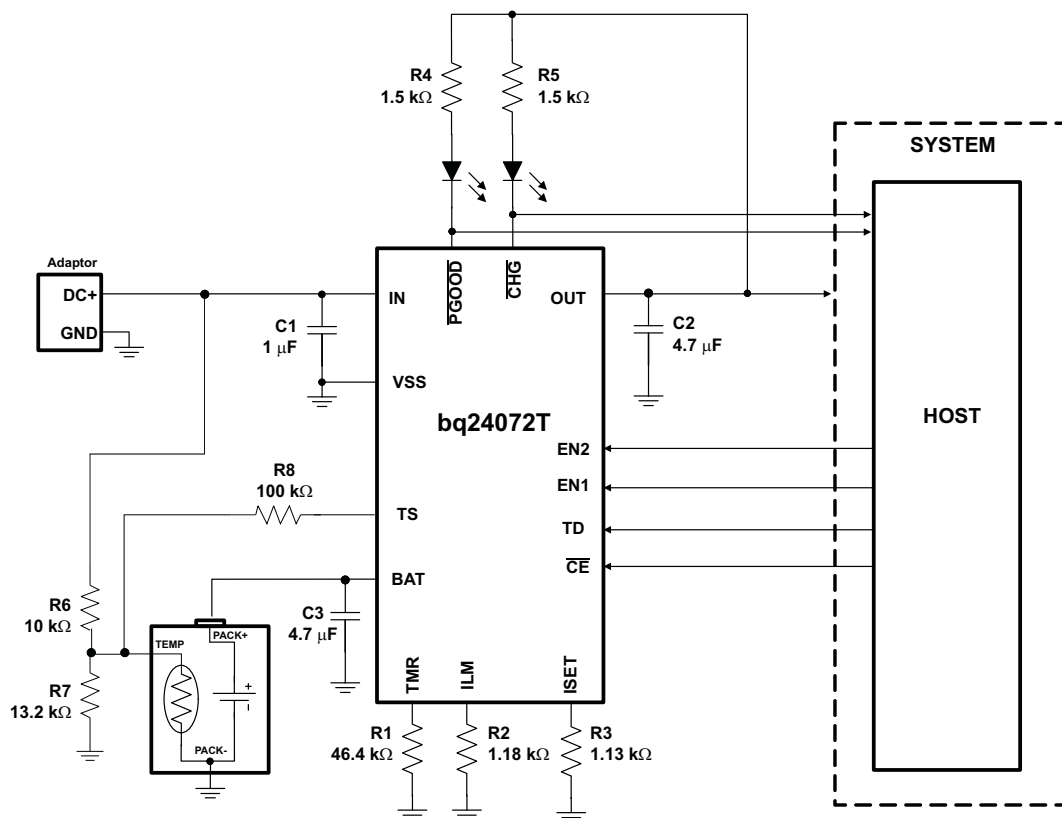 R4
1.5 kΩ
R5
1.5 kΩ
SYSTEM
Adaptor
DC+
GND
IN
PGOOD
CHG
OUT
C1
1 μF
C2
4.7 μF
VSS
bq24072T
HOST
EN2
EN1
R8
100 kΩ
TS
TD
CE
BAT
R6
10 kΩ
C3
4.7 μF
PACK+
TEMP
+
−
R7
13.2 kΩ
PACK-
TMR
ILM
ISET
R1
46.4 kΩ
R2
1.18 kΩ
R3
1.13 kΩ